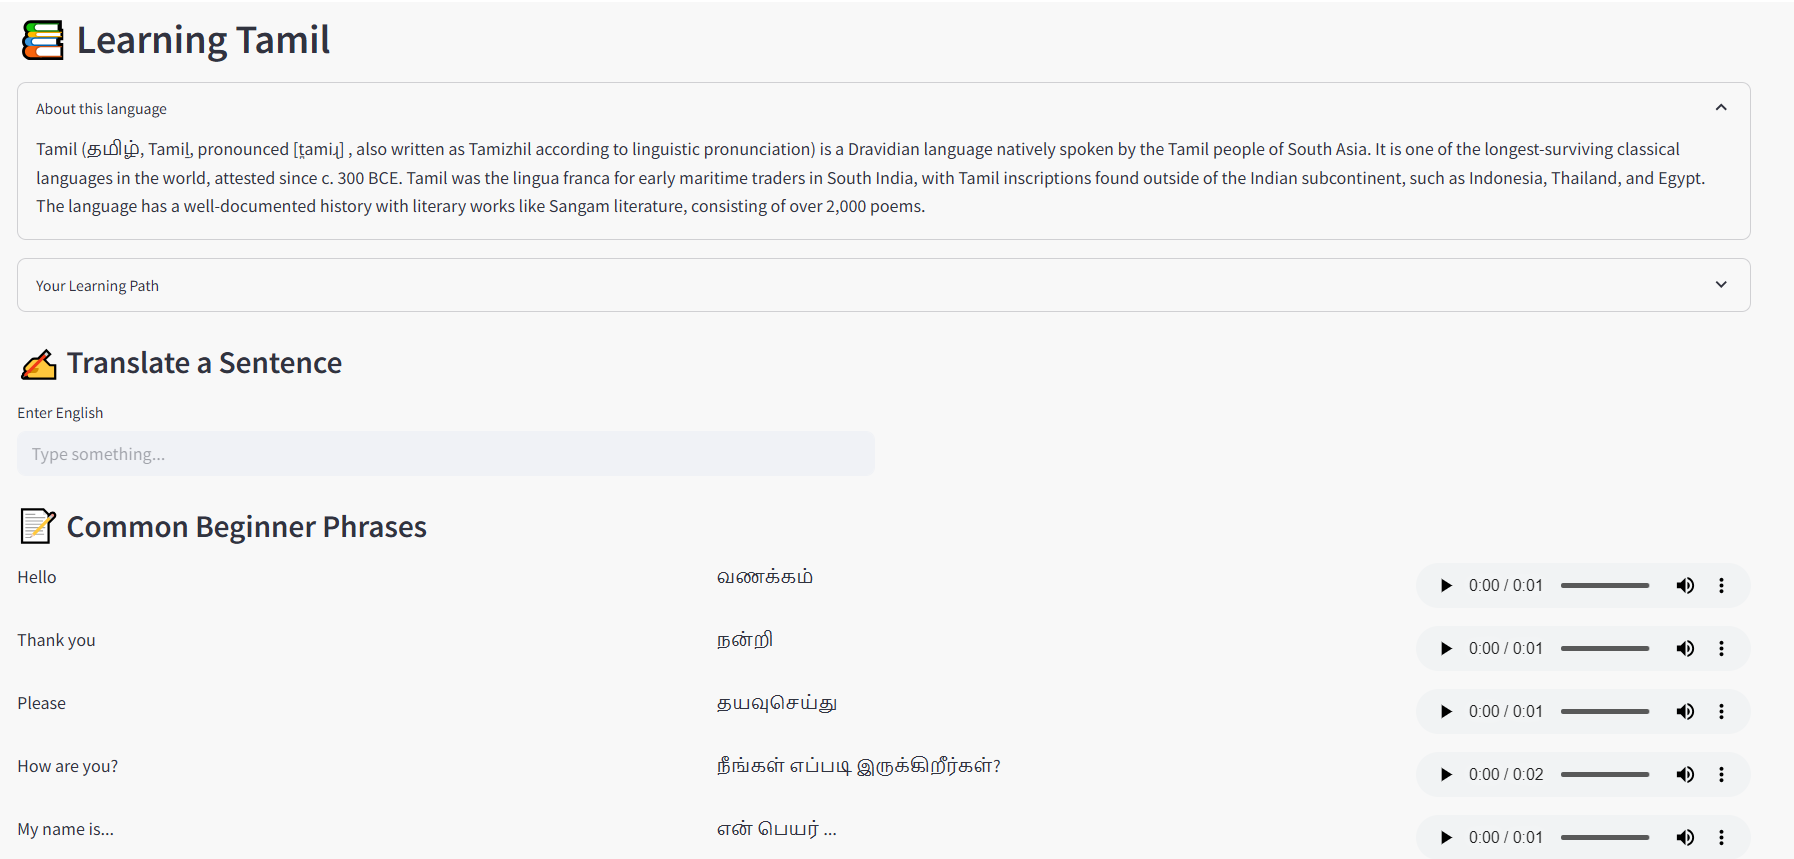 Learning Tamil
About this language
Tamil (தமிழ், Tamiḻ, pronounced [t̪amiɻ] , also written as Tamizhil according to linguistic pronunciation) is a Dravidian language natively spoken by the Tamil people of South Asia. It is one of the longest-surviving classical
languages in the world, attested since c. 300 BCE. Tamil was the lingua franca for early maritime traders in South India, with Tamil inscriptions found outside of the Indian subcontinent, such as Indonesia, Thailand, and Egypt.
The language has a well-documented history with literary works like Sangam literature, consisting of over 2,000 poems.
Your Learning Path
Translate a Sentence
Enter English
Type something...
Common Beginner Phrases
Hello வணக்கம் 0:00 / 0:01
Thank you நன்றி 0:00 / 0:01
Please தயவுசெய்து 0:00 / 0:01
How are you? நீங்கள் எப்படி இருக்கிறீர்கள்? 0:00 / 0:02
My name is... என் பெயர் ... 0:00 / 0:01